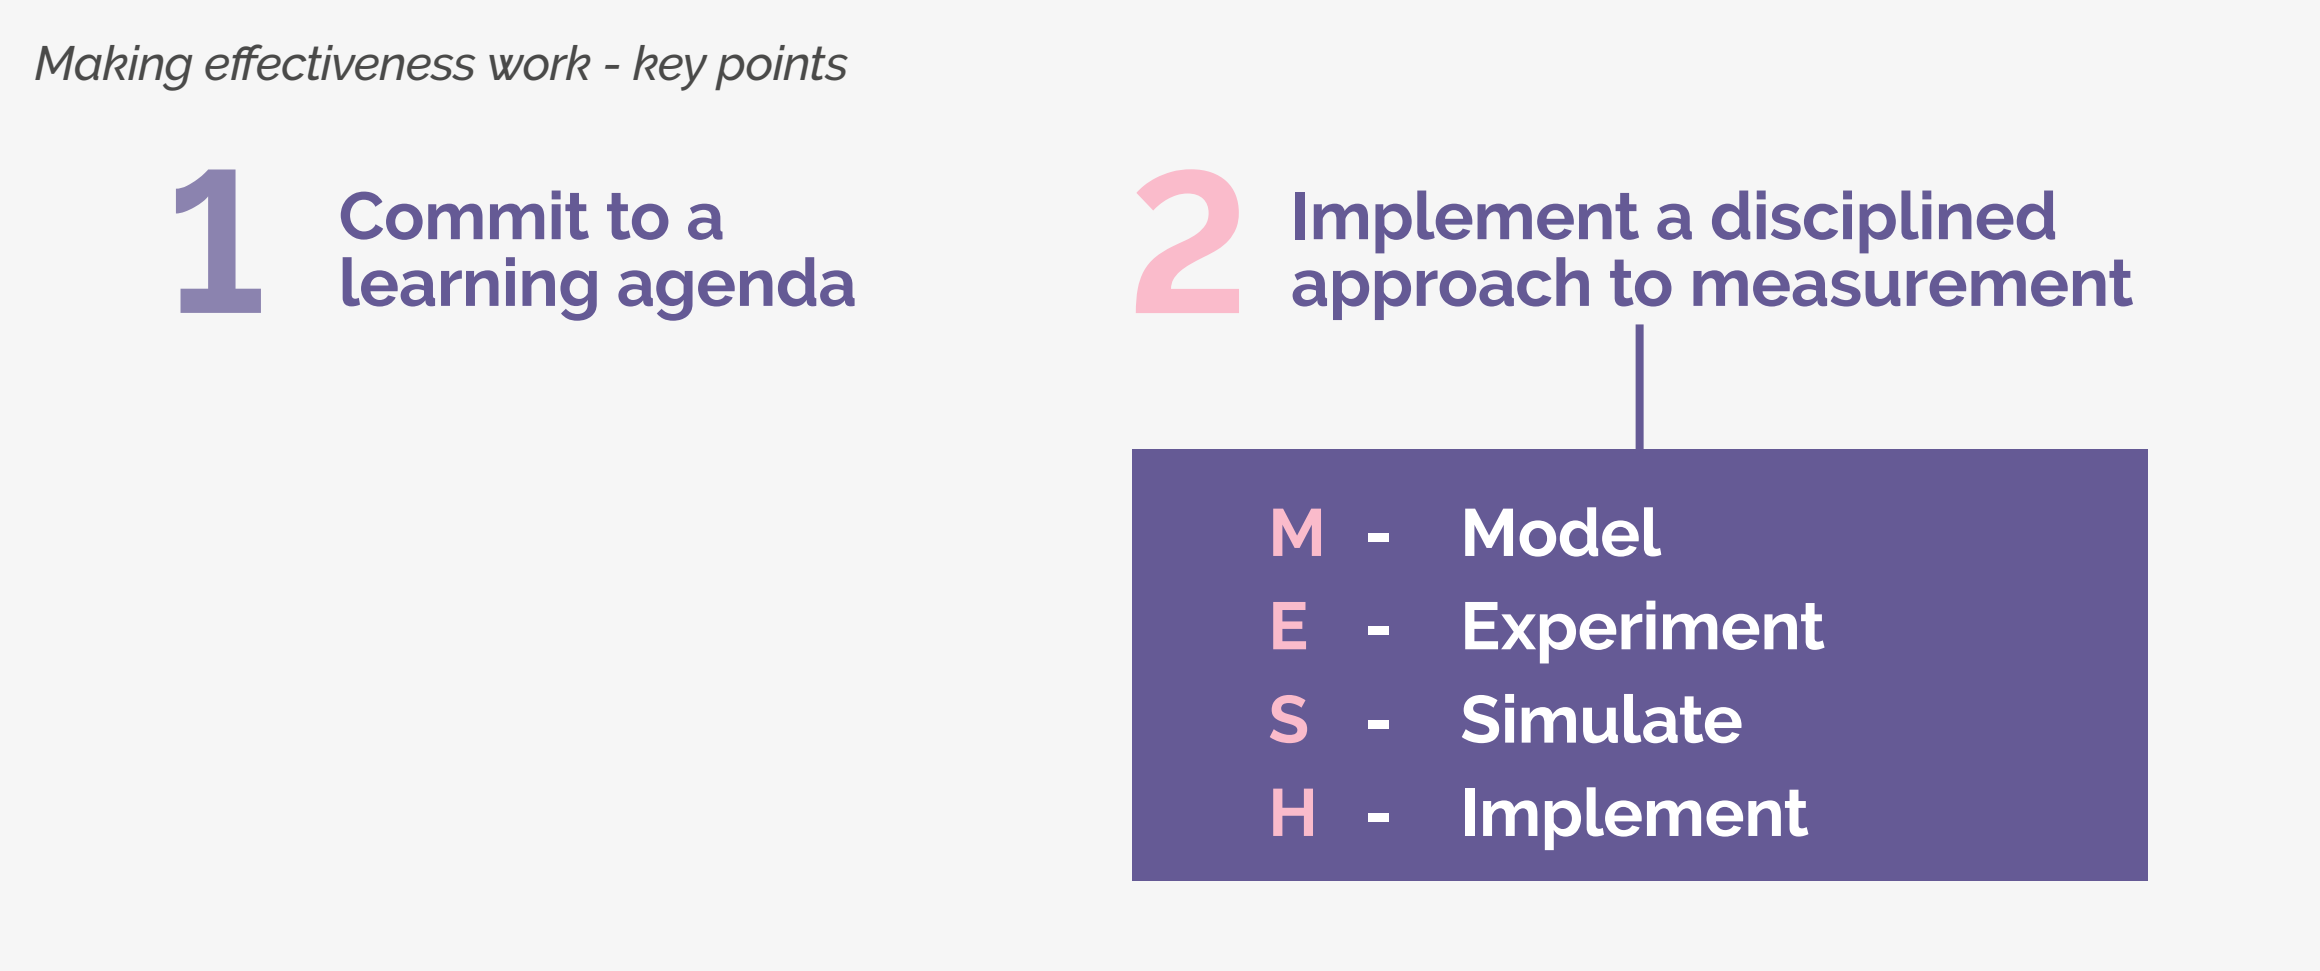 Making effectiveness work - key points
1
Commit to a
learning agenda
2
Implement a disciplined
approach to measurement
M - Model
E - Experiment
S - Simulate
H - Implement